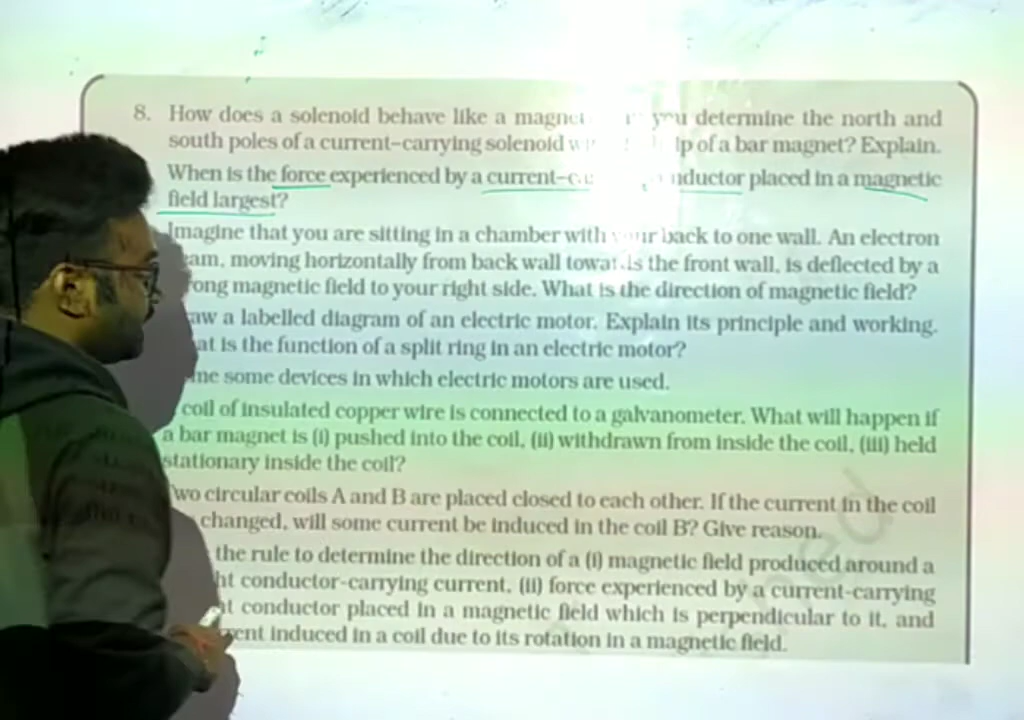 8. How does a solenoid behave like a magnet you determine the north and
south poles of a current-carrying solenoid of a bar magnet? Explain.
When is the force experienced by a placed in a magnetic
field largest?
Imagine that you are sitting in a chamber with your back to one wall. An electron
moving horizontally from back wall towards the front wall, is deflected by a
magnetic field to your right side. What is the direction of magnetic field?
a labelled diagram of an electric motor. Explain its principle and working.
is the function of a split ring in an electric motor?
some devices in which electric motors are used.
coil of insulated copper wire is connected to a galvanometer. What will happen if
a bar magnet is (i) pushed into the coil, (ii) withdrawn from inside the coil, (iii) held
stationary inside the coil?
circular coils A and B are placed closed to each other. If the current in the coil
changed, will some current be induced in the coil B? Give reason.
the rule to determine the direction of a (i) magnetic field produced around a
conductor-carrying current, (ii) force experienced by a current-carrying
conductor placed in a magnetic field which is perpendicular to it, and
induced in a coil due to its rotation in a magnetic field.